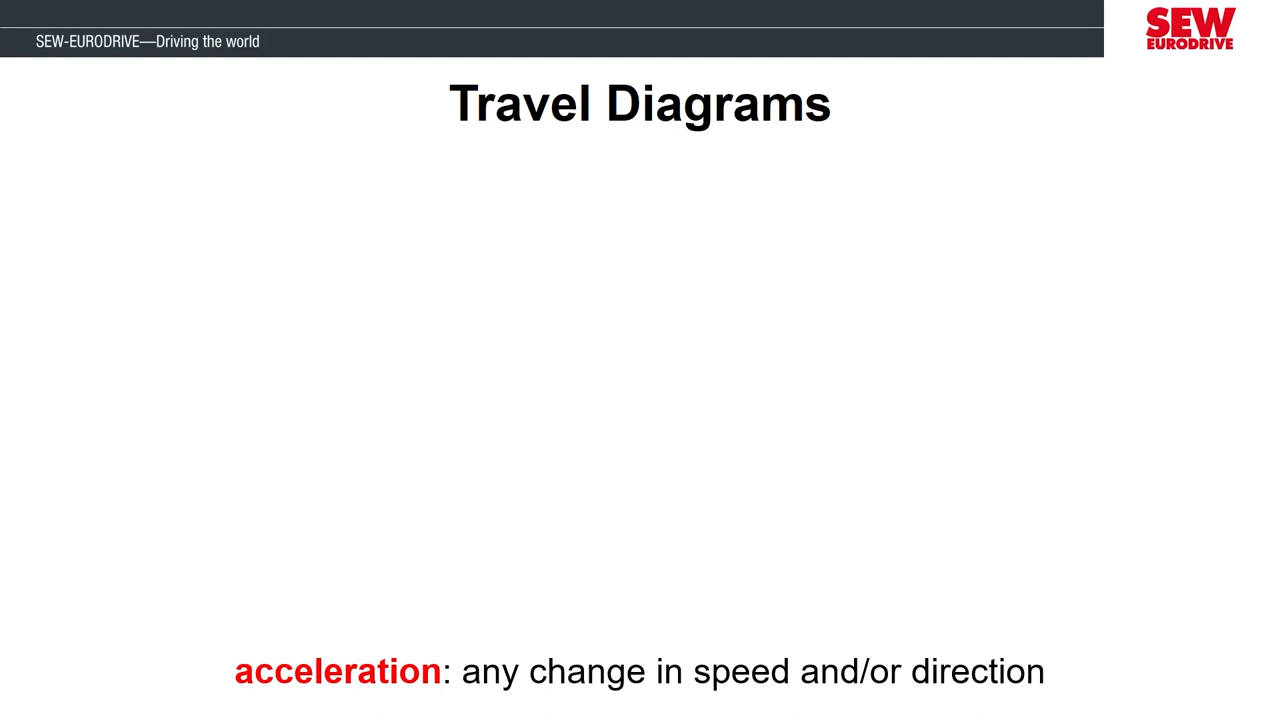 SEW-EURODRIVE—Driving the world
SEW
EURODRIVE
Travel Diagrams
acceleration: any change in speed and/or direction